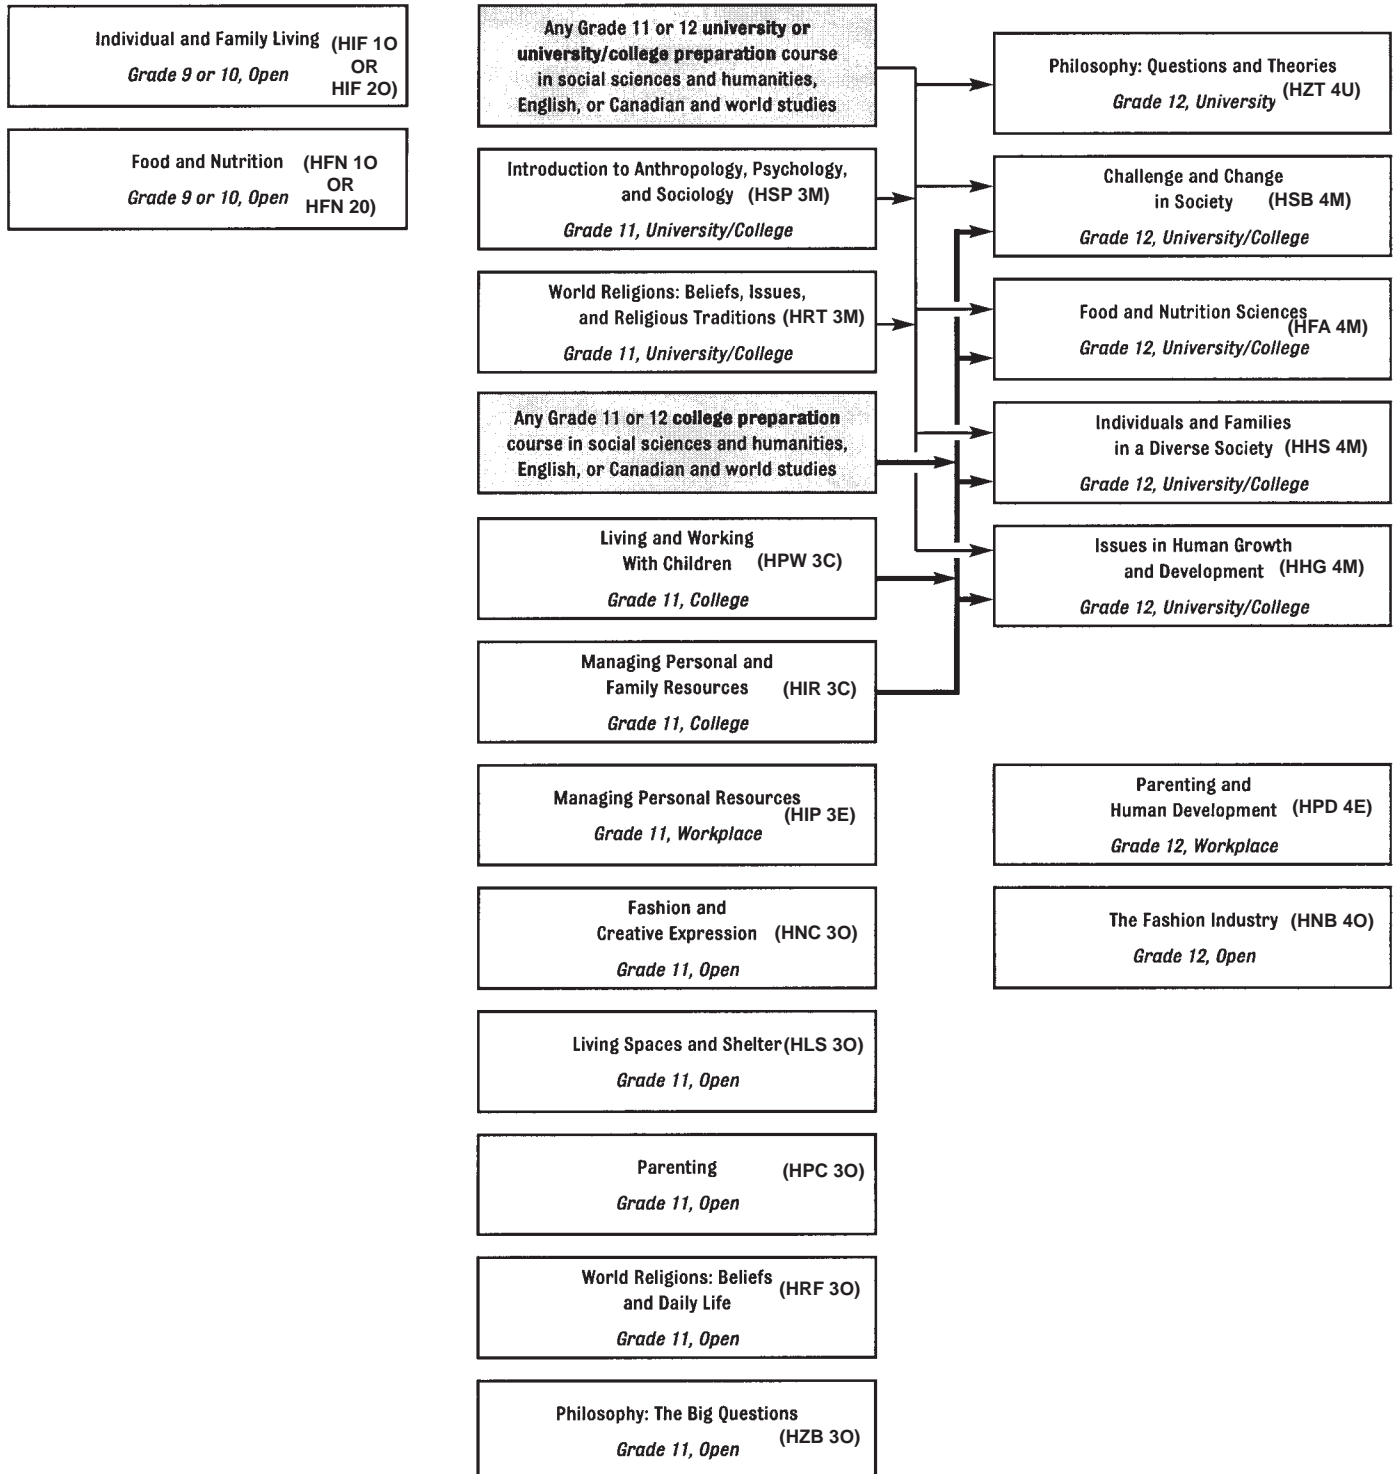 Individual and Family Living (HIF 1O
OR
Grade 9 or 10, Open
HIF 2O)
Food and Nutrition (HFN 1O
OR
Grade 9 or 10, Open
HFN 20)
Any Grade 11 or 12 university or
university/college preparation course
in social sciences and humanities,
English, or Canadian and world studies
Introduction to Anthropology, Psychology,
and Sociology (HSP 3M)
Grade 11, University/College
World Religions: Beliefs, Issues,
and Religious Traditions (HRT 3M)
Grade 11, University/College
Any Grade 11 or 12 college preparation
course in social sciences and humanities,
English, or Canadian and world studies
Living and Working
With Children (HPW 3C)
Grade 11, College
Managing Personal and
Family Resources (HIR 3C)
Grade 11, College
Managing Personal Resources
(HIP 3E)
Grade 11, Workplace
Fashion and
Creative Expression (HNC 3O)
Grade 11, Open
Living Spaces and Shelter (HLS 3O)
Grade 11, Open
Parenting (HPC 3O)
Grade 11, Open
World Religions: Beliefs
and Daily Life (HRF 3O)
Grade 11, Open
Philosophy: The Big Questions
(HZB 3O)
Grade 11, Open
Philosophy: Questions and Theories
Grade 12, University (HZT 4U)
Challenge and Change
in Society (HSB 4M)
Grade 12, University/College
Food and Nutrition Sciences
(HFA 4M)
Grade 12, University/College
Individuals and Families
in a Diverse Society (HHS 4M)
Grade 12, University/College
Issues in Human Growth
and Development (HHG 4M)
Grade 12, University/College
Parenting and
Human Development (HPD 4E)
Grade 12, Workplace
The Fashion Industry (HNB 4O)
Grade 12, Open